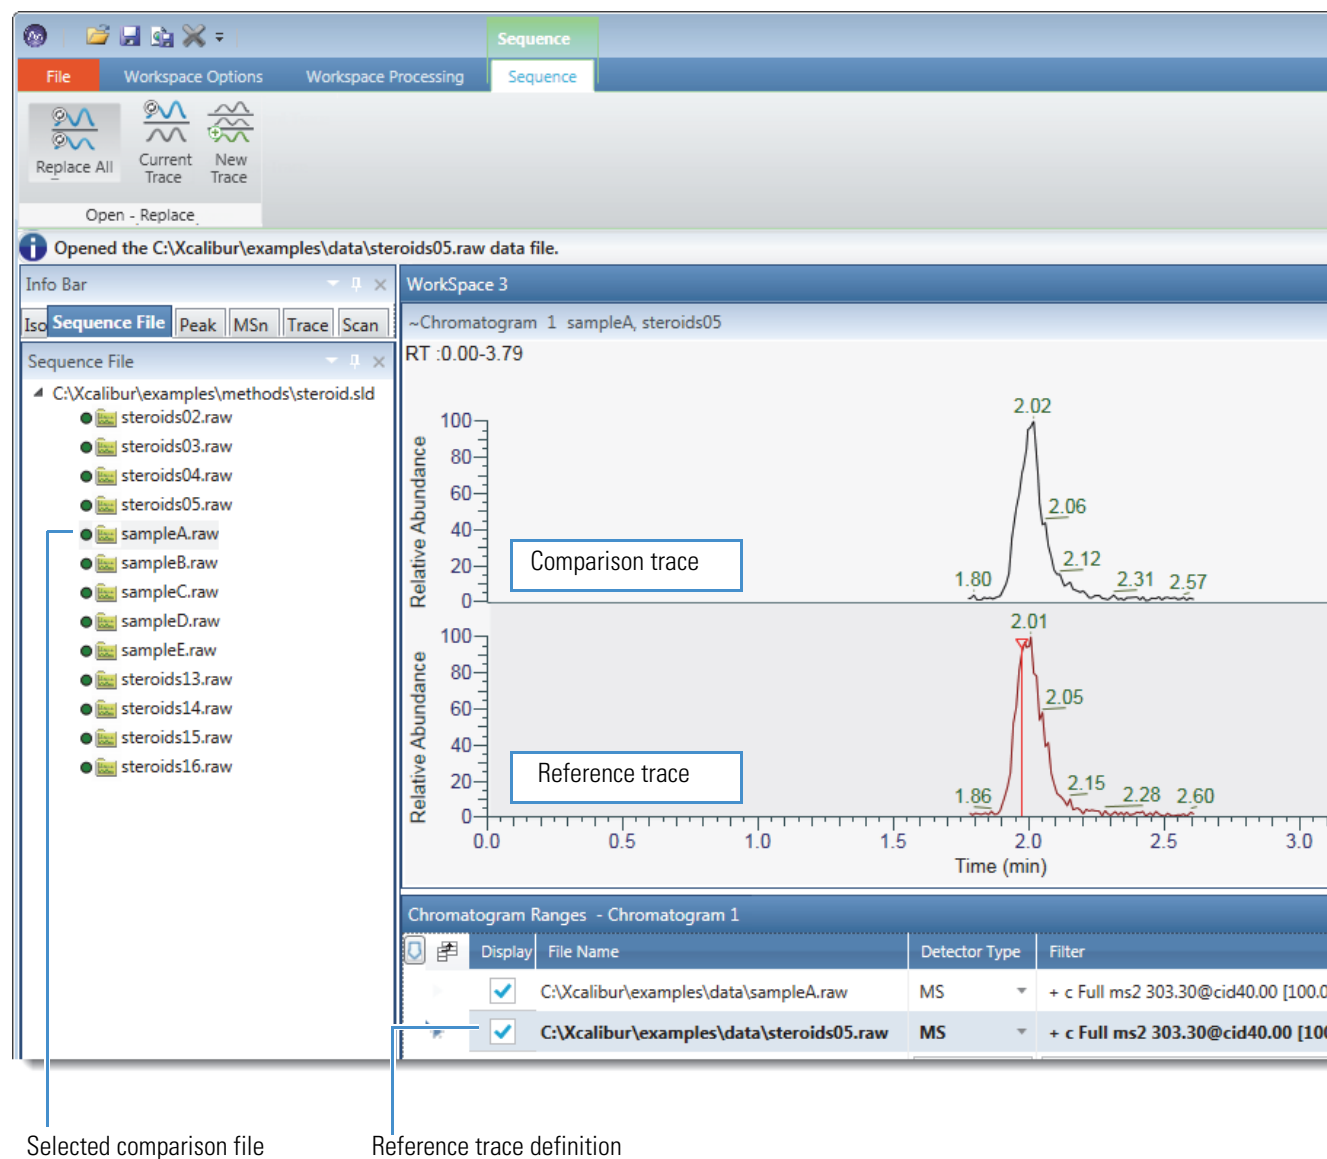 Sequence
File
Workspace Options
Workspace Processing
Sequence
Replace All
Current Trace
New Trace
Open - Replace
Opened the C:\Xcalibur\examples\data\steroids05.raw data file.
Info Bar
WorkSpace 3
Iso
Sequence File
Peak
MSn
Trace
Scan
~Chromatogram 1 sampleA, steroids05
Sequence File
RT :0.00-3.79
C:\Xcalibur\examples\methods\steroid.sld
steroids02.raw
steroids03.raw
steroids04.raw
steroids05.raw
sampleA.raw
sampleB.raw
sampleC.raw
sampleD.raw
sampleE.raw
steroids13.raw
steroids14.raw
steroids15.raw
steroids16.raw
Relative Abundance
100
80
60
40
20
0
2.02
2.06
2.12
1.80
2.31
2.57
Comparison trace
Relative Abundance
100
80
60
40
20
0
2.01
2.05
2.15
1.86
2.28
2.60
Reference trace
0.0
0.5
1.0
1.5
2.0
2.5
3.0
Time (min)
Chromatogram Ranges - Chromatogram 1
Display
File Name
Detector Type
Filter
C:\Xcalibur\examples\data\sampleA.raw
MS
+ c Full ms2 303.30@cid40.00 [100.0
C:\Xcalibur\examples\data\steroids05.raw
MS
+ c Full ms2 303.30@cid40.00 [100
Selected comparison file
Reference trace definition